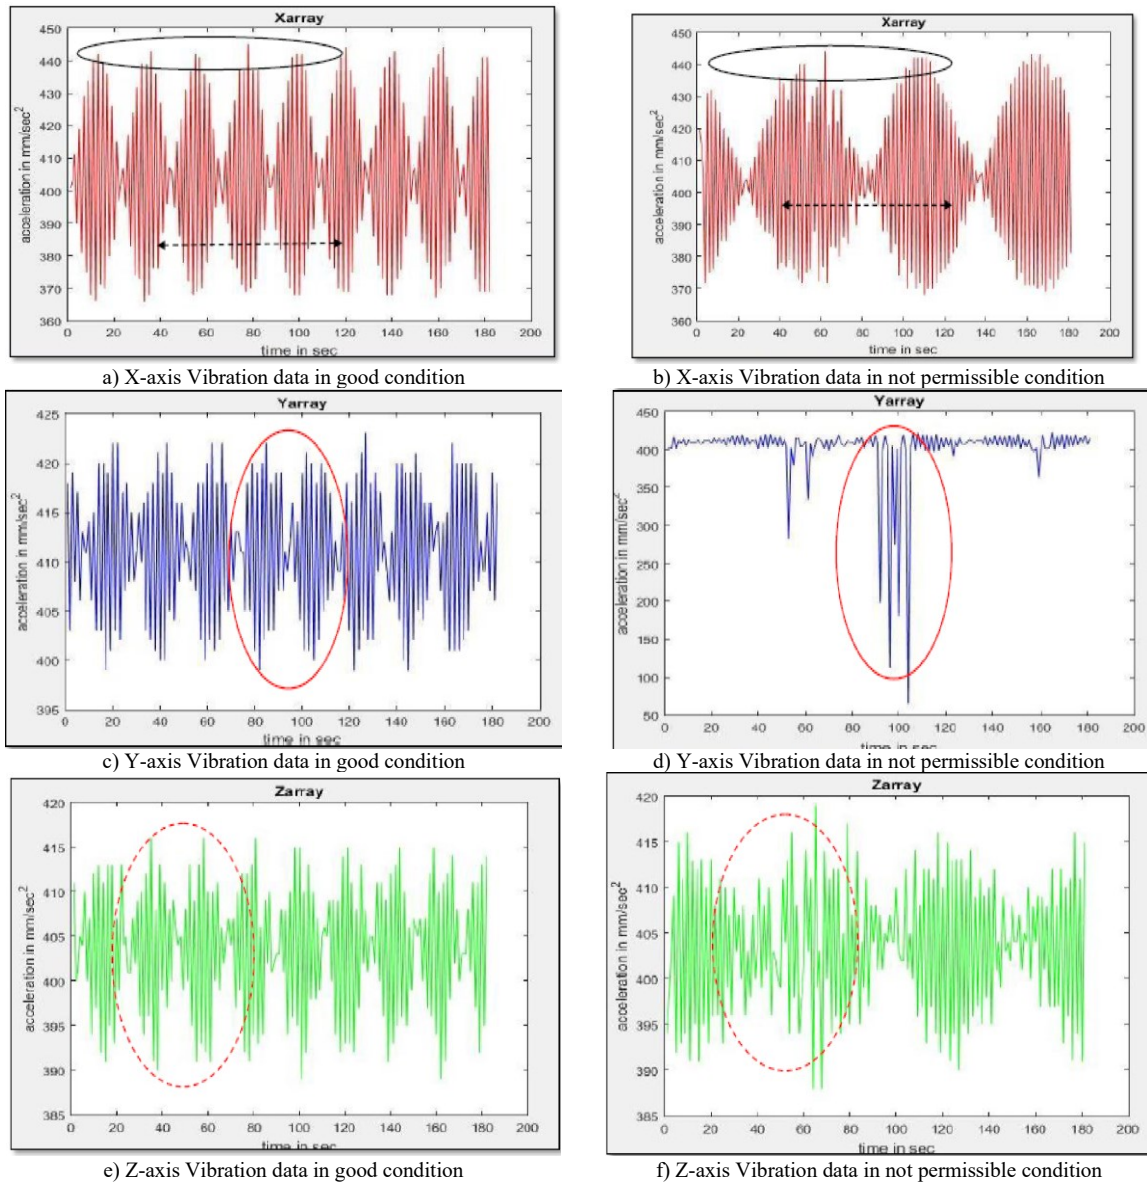 Xarray
450
440
430
420
410
400
390
380
370
360
acceleration in mm/sec²
0 20 40 60 80 100 120 140 160 180 200
time in sec
a) X-axis Vibration data in good condition
Xarray
450
440
430
420
410
400
390
380
370
360
acceleration in mm/sec²
0 20 40 60 80 100 120 140 160 180 200
time in sec
b) X-axis Vibration data in not permissible condition
Yarray
425
420
415
410
405
400
395
acceleration in mm/sec²
0 20 40 60 80 100 120 140 160 180 200
time in sec
c) Y-axis Vibration data in good condition
Yarray
450
400
350
300
250
200
150
100
50
acceleration in mm/sec²
0 20 40 60 80 100 120 140 160 180 200
time in sec
d) Y-axis Vibration data in not permissible condition
Zarray
420
415
410
405
400
395
390
385
acceleration in mm/sec²
0 20 40 60 80 100 120 140 160 180 200
time in sec
e) Z-axis Vibration data in good condition
Zarray
420
415
410
405
400
395
390
385
acceleration in mm/sec²
0 20 40 60 80 100 120 140 160 180 200
time in sec
f) Z-axis Vibration data in not permissible condition